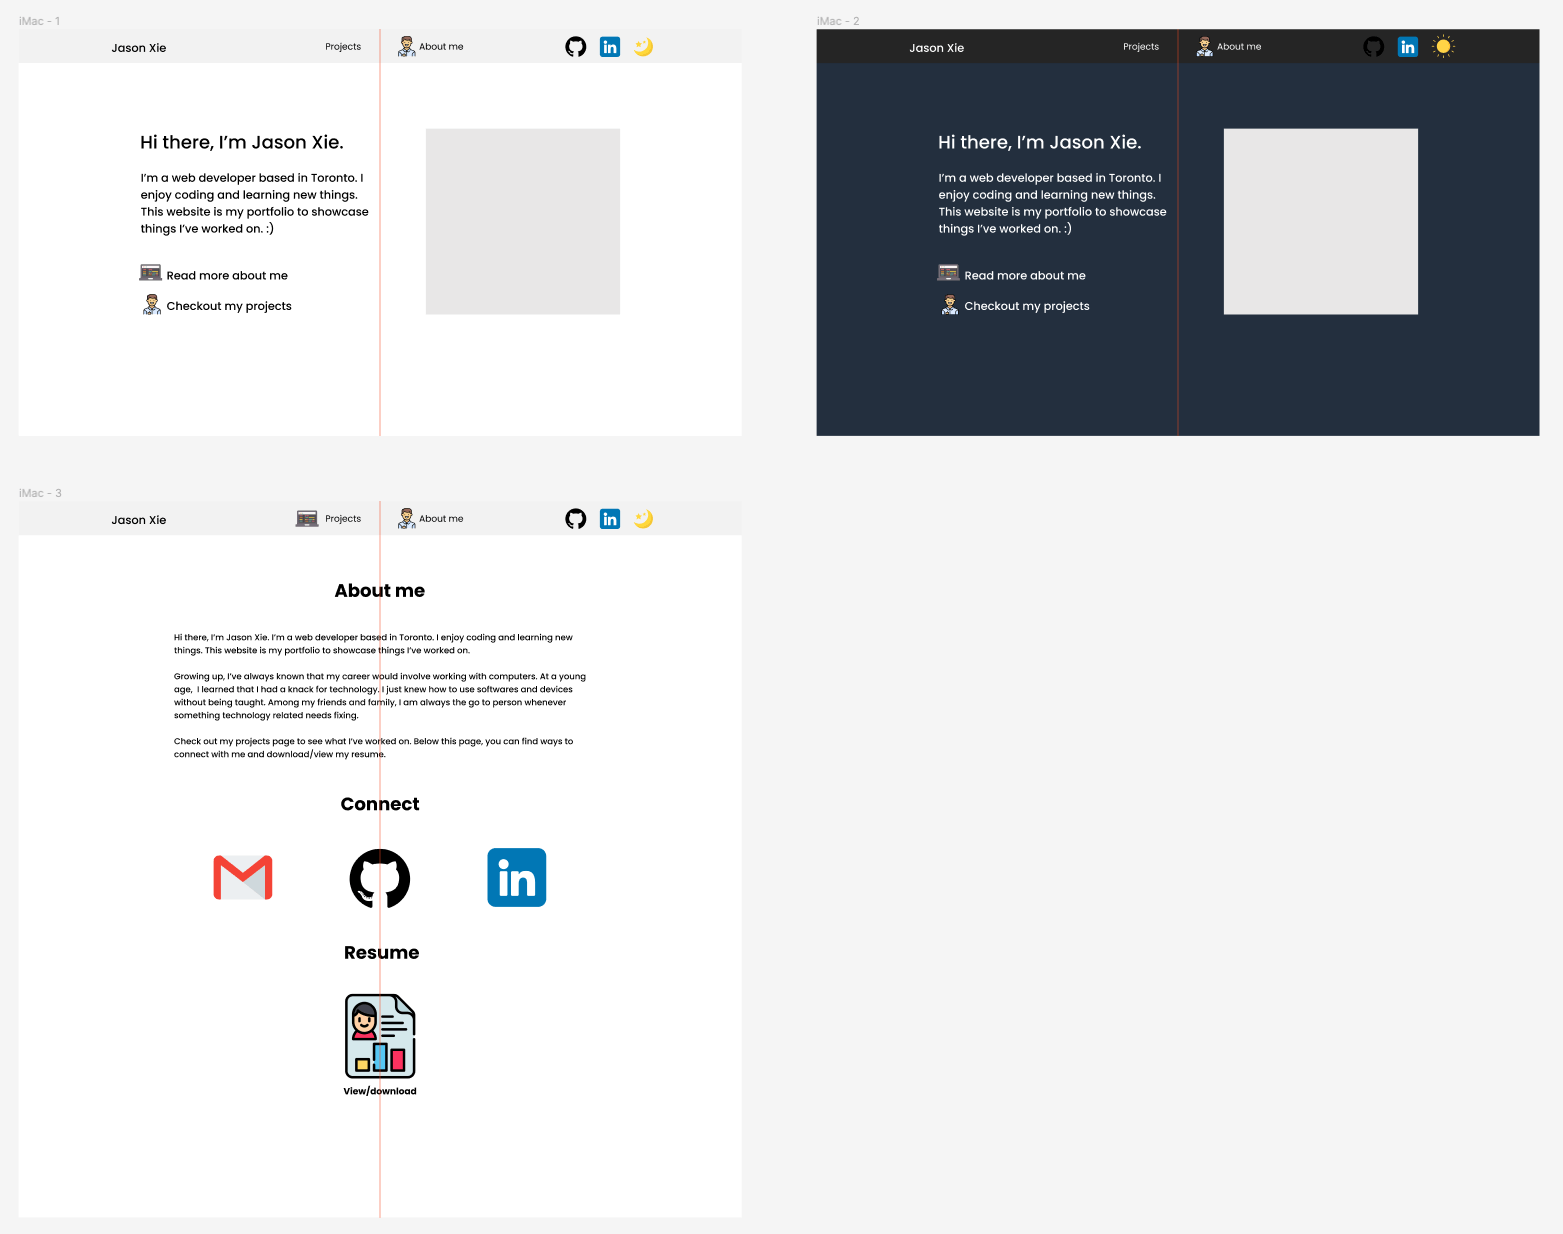 iMac - 1
Jason Xie
Projects
About me
in
Hi there, I’m Jason Xie.
I’m a web developer based in Toronto. I
enjoy coding and learning new things.
This website is my portfolio to showcase
things I’ve worked on. :)
Read more about me
Checkout my projects
iMac - 2
Jason Xie
Projects
About me
in
Hi there, I’m Jason Xie.
I’m a web developer based in Toronto. I
enjoy coding and learning new things.
This website is my portfolio to showcase
things I’ve worked on. :)
Read more about me
Checkout my projects
iMac - 3
Jason Xie
Projects
About me
in
About me
Hi there, I’m Jason Xie. I’m a web developer based in Toronto. I enjoy coding and learning new
things. This website is my portfolio to showcase things I’ve worked on.
Growing up, I’ve always known that my career would involve working with computers. At a young
age, I learned that I had a knack for technology. I just knew how to use softwares and devices
without being taught. Among my friends and family, I am always the go to person whenever
something technology related needs fixing.
Check out my projects page to see what I’ve worked on. Below this page, you can find ways to
connect with me and download/view my resume.
Connect
in
Resume
View/download